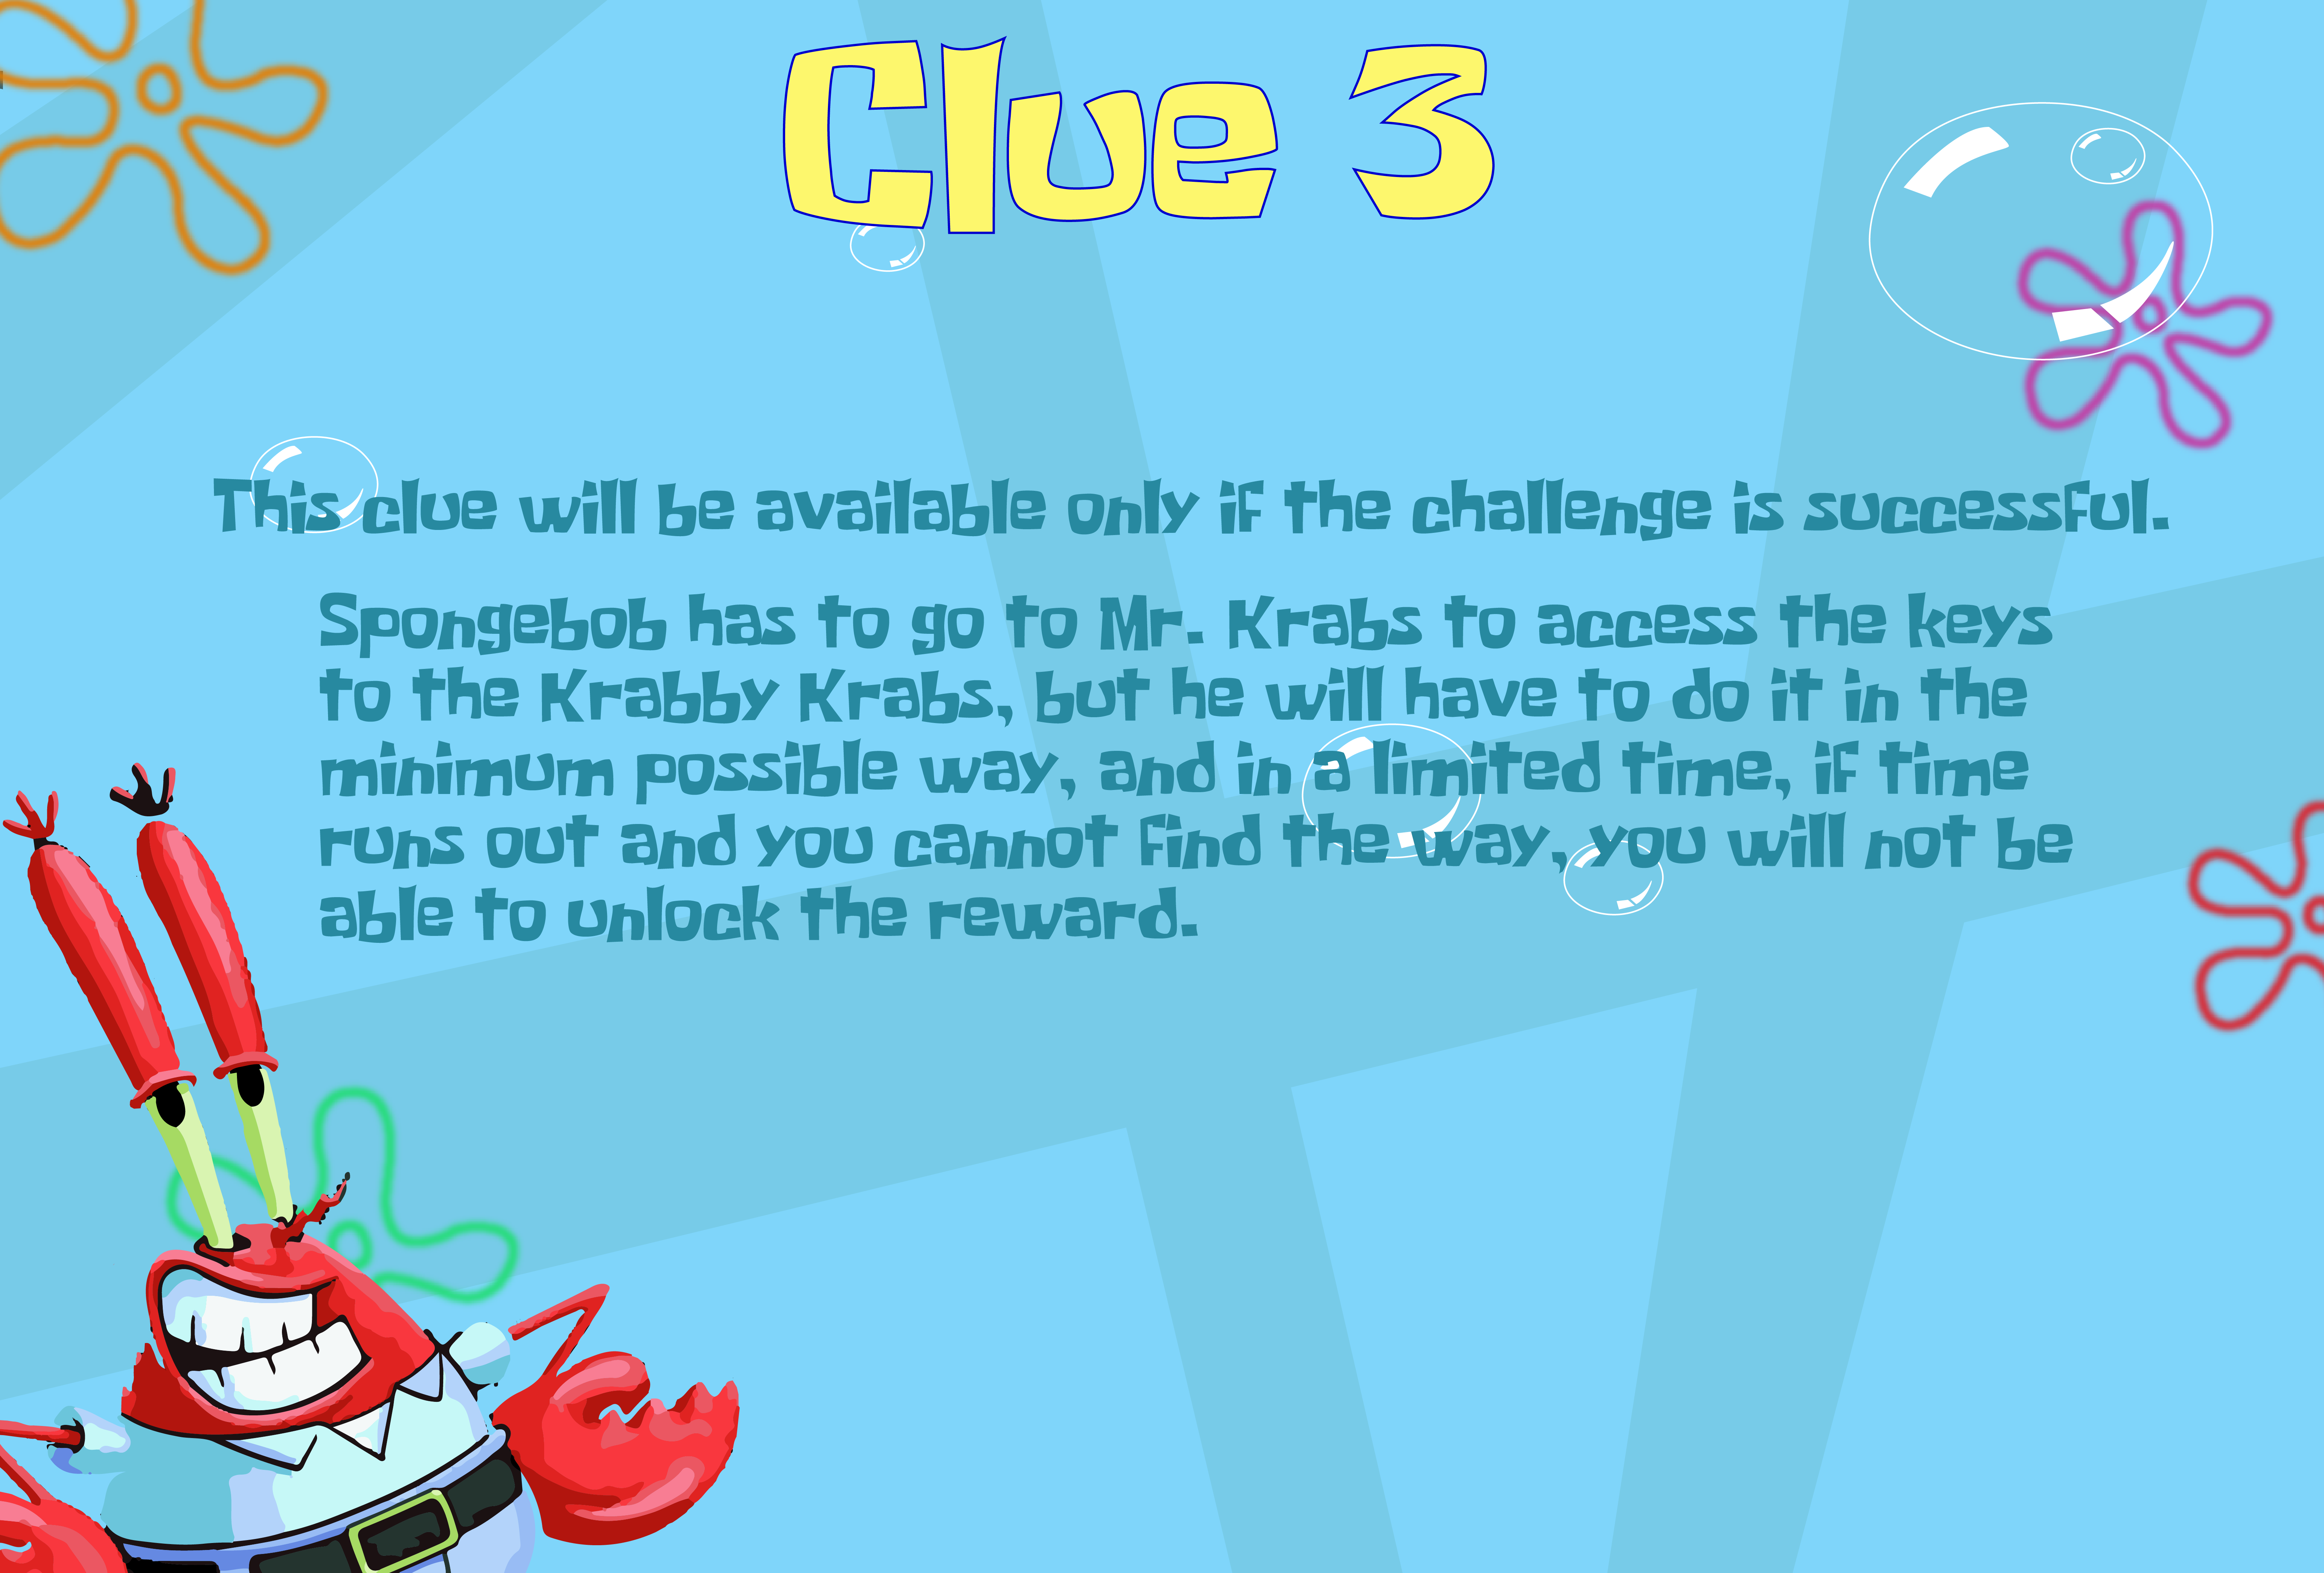 Clue 3
This clue will be available only if the challenge is successful.
Spongebob has to go to Mr. Krabs to access the keys
to the Krabby Krabs, but he will have to do it in the
minimum possible way, and in a limited time, if time
runs out and you cannot find the way, you will not be
able to unlock the reward.